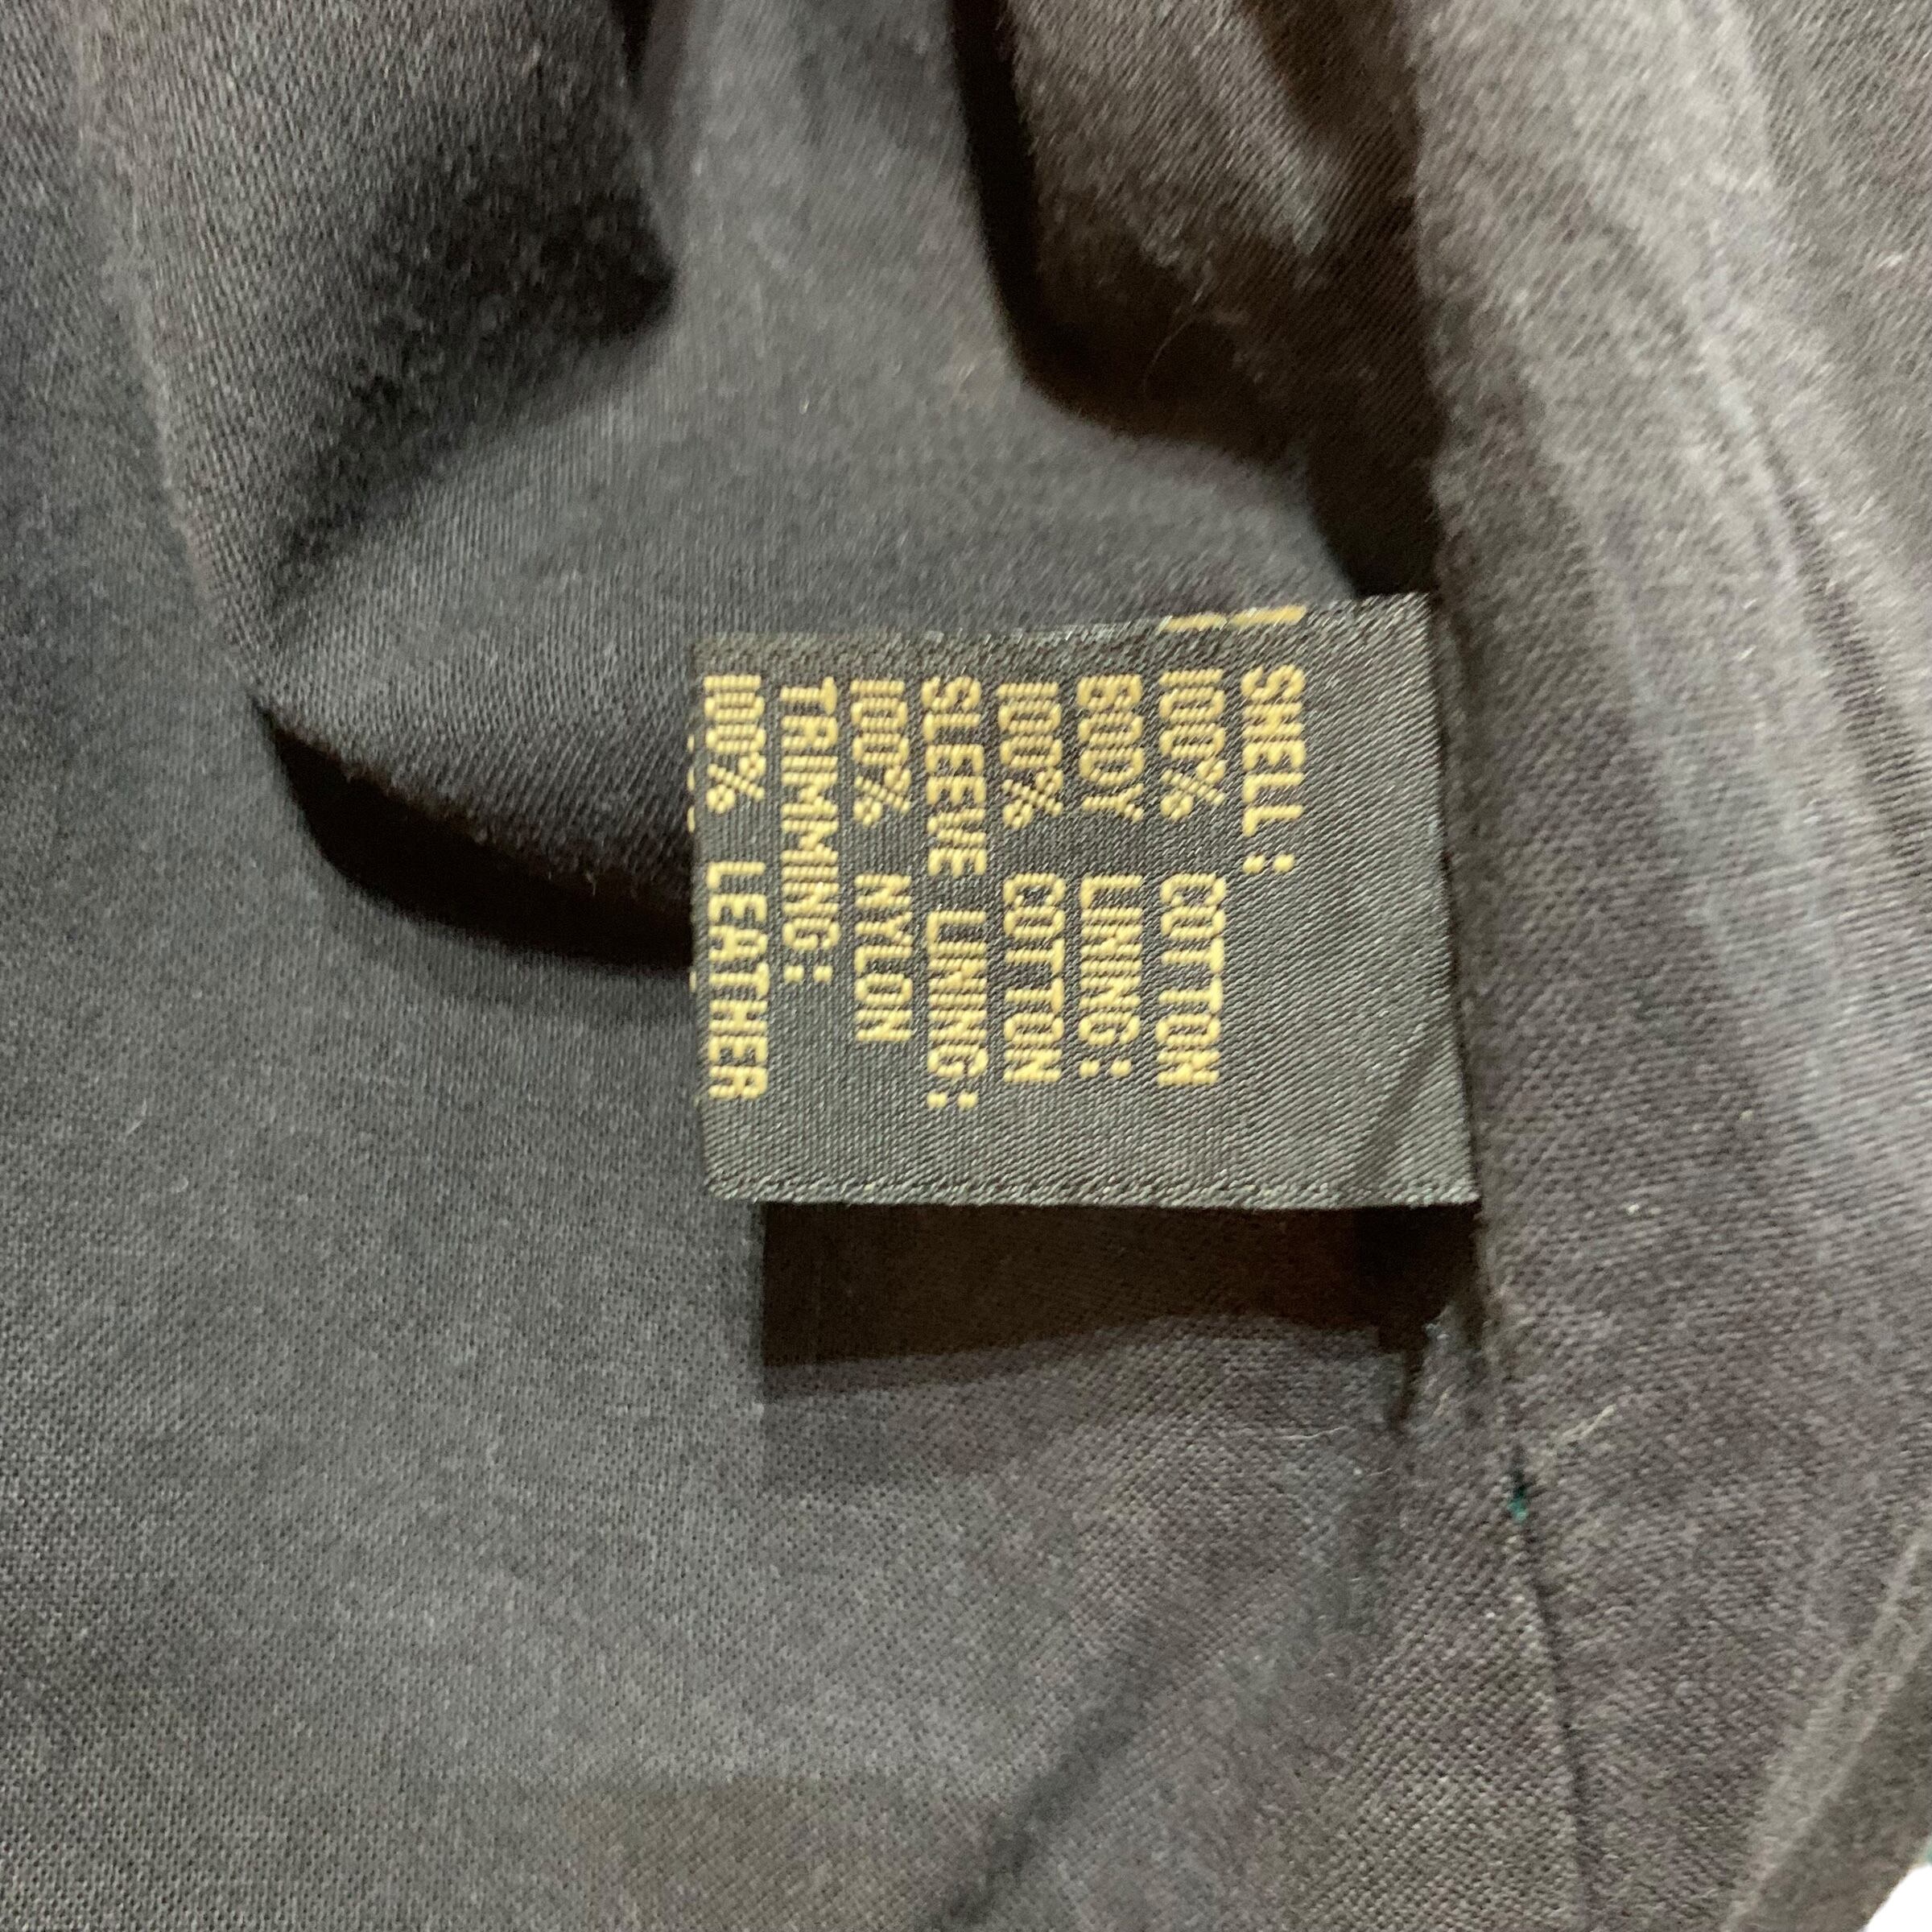 SHELL:
100% COTTON
BODY LINING:
100% COTTON
SLEEVE LINING:
100% NYLON
TRIMMING:
100% LEATHER